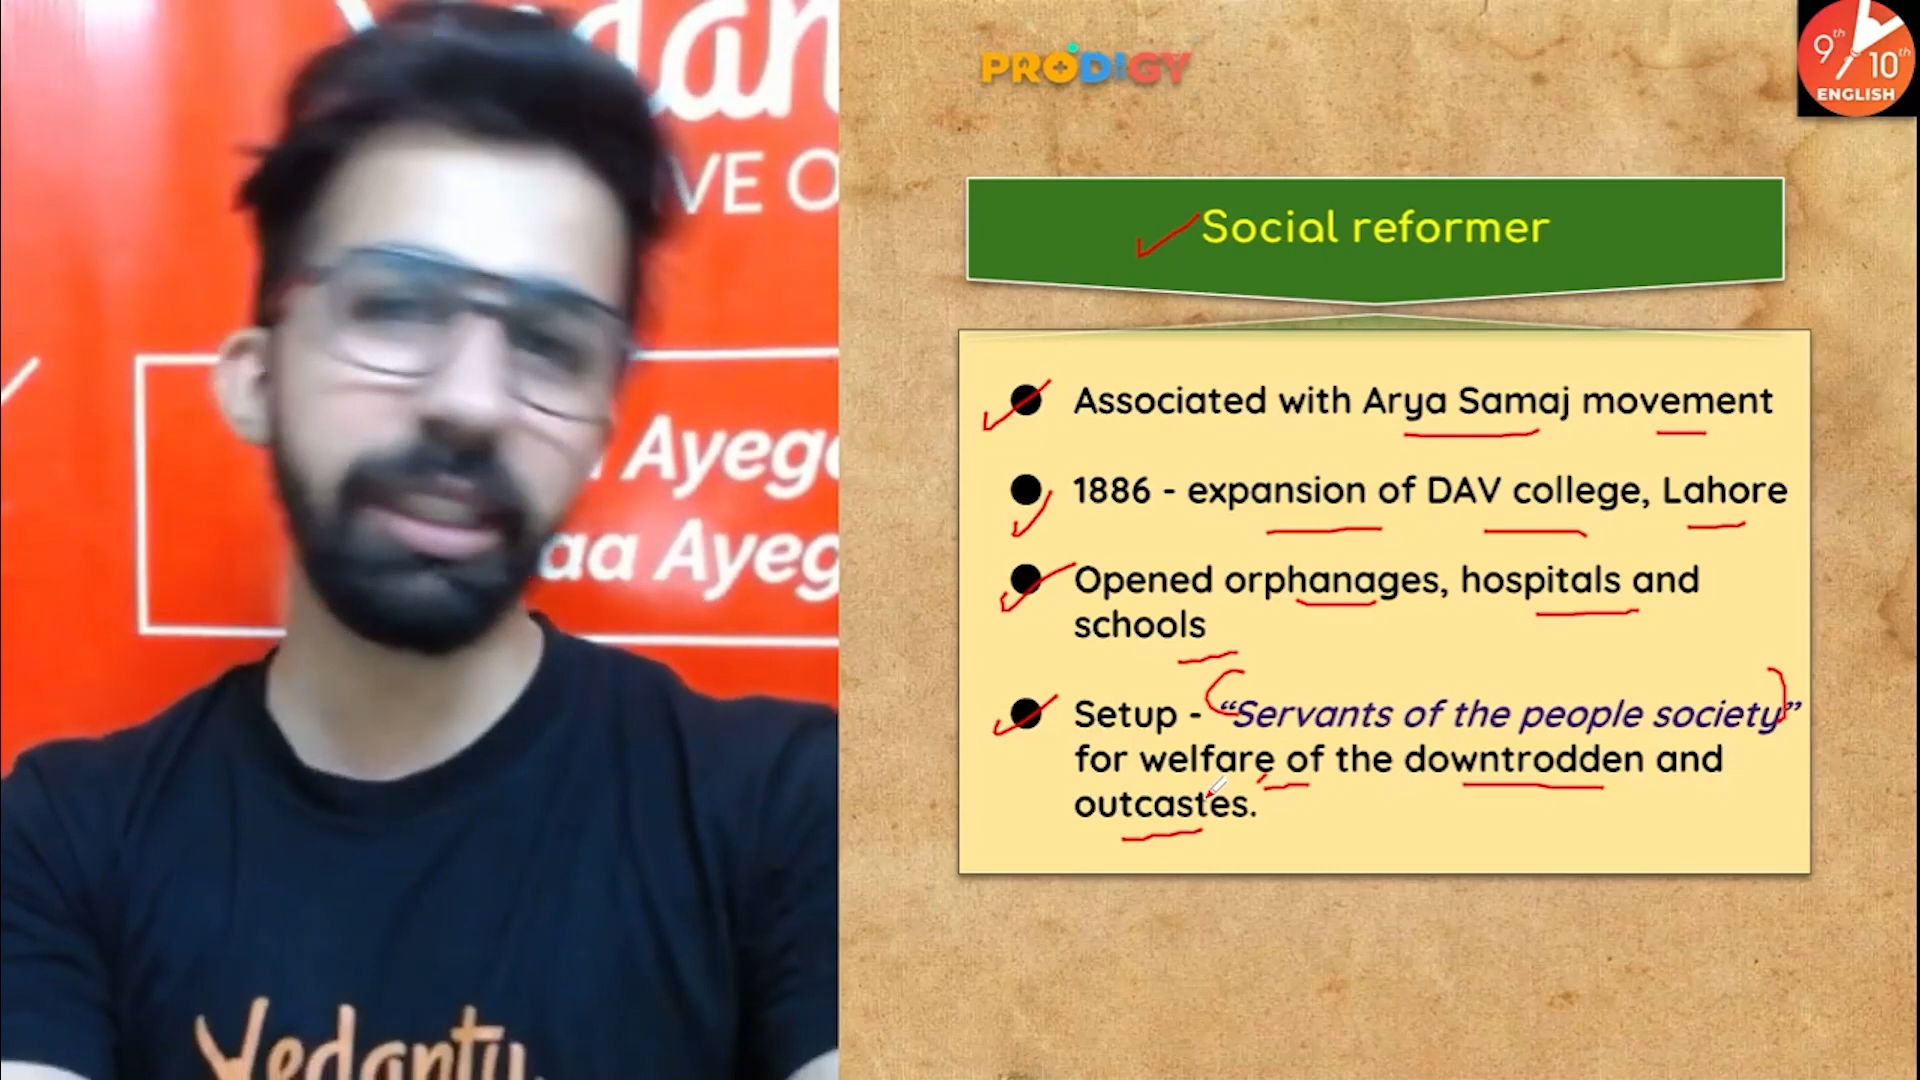 Vedan
VE O
Ayega
aa Ayeg
Vedantu
PRODIGY
9th
10th
ENGLISH
Social reformer
Associated with Arya Samaj movement
1886 - expansion of DAV college, Lahore
Opened orphanages, hospitals and
schools
Setup - “Servants of the people society”
for welfare of the downtrodden and
outcastes.